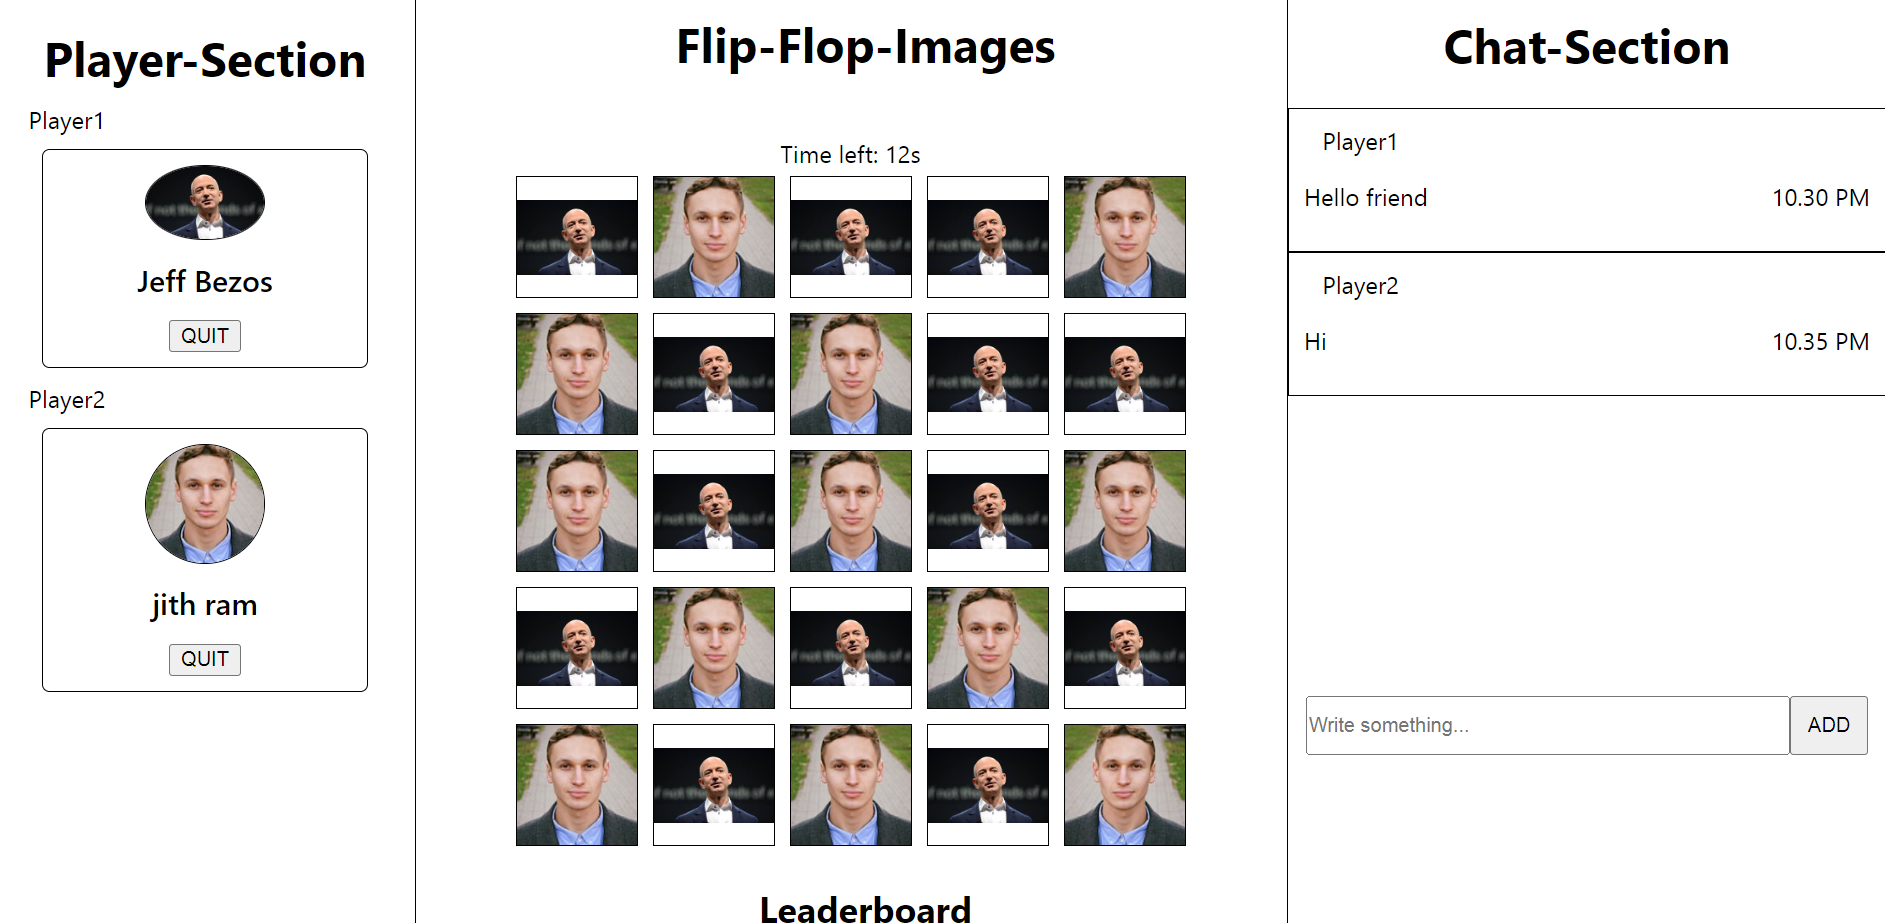 Player-Section
Player1
Jeff Bezos
QUIT
Player2
jith ram
QUIT
Flip-Flop-Images
Time left: 12s
Leaderboard
Chat-Section
Player1
Hello friend 10.30 PM
Player2
Hi 10.35 PM
Write something... ADD